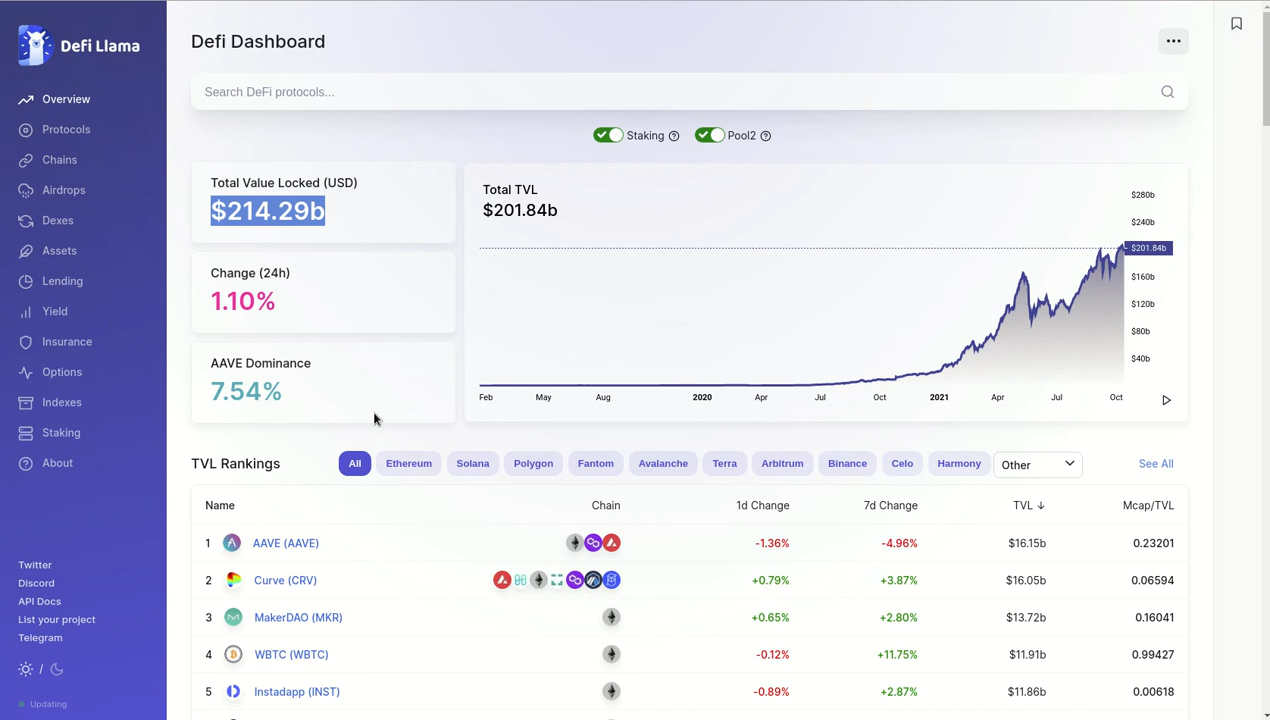 Defi Llama
Overview
Protocols
Chains
Airdrops
Dexes
Assets
Lending
Yield
Insurance
Options
Indexes
Staking
About
Twitter
Discord
API Docs
List your project
Telegram
/
Updating
Defi Dashboard
Search DeFi protocols...
Staking Pool2
Total Value Locked (USD)
$214.29b
Change (24h)
1.10%
AAVE Dominance
7.54%
Total TVL
$201.84b
$280b
$240b
$201.84b
$160b
$120b
$80b
$40b
Feb May Aug 2020 Apr Jul Oct 2021 Apr Jul Oct
TVL Rankings All Ethereum Solana Polygon Fantom Avalanche Terra Arbitrum Binance Celo Harmony Other See All
Name Chain 1d Change 7d Change TVL ↓ Mcap/TVL
1 AAVE (AAVE) -1.36% -4.96% $16.15b 0.23201
2 Curve (CRV) +0.79% +3.87% $16.05b 0.06594
3 MakerDAO (MKR) +0.65% +2.80% $13.72b 0.16041
4 WBTC (WBTC) -0.12% +11.75% $11.91b 0.99427
5 Instadapp (INST) -0.89% +2.87% $11.86b 0.00618